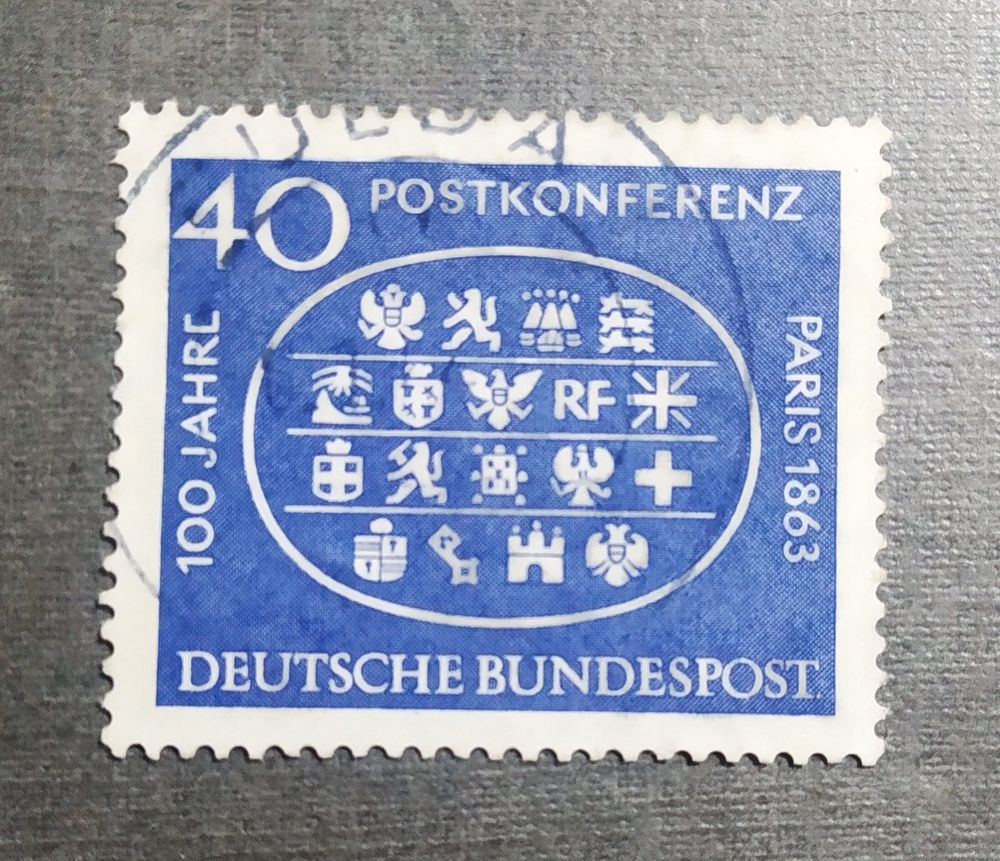 40 POSTKONFERENZ
100 JAHRE
PARIS 1863
RF
DEUTSCHE BUNDESPOST